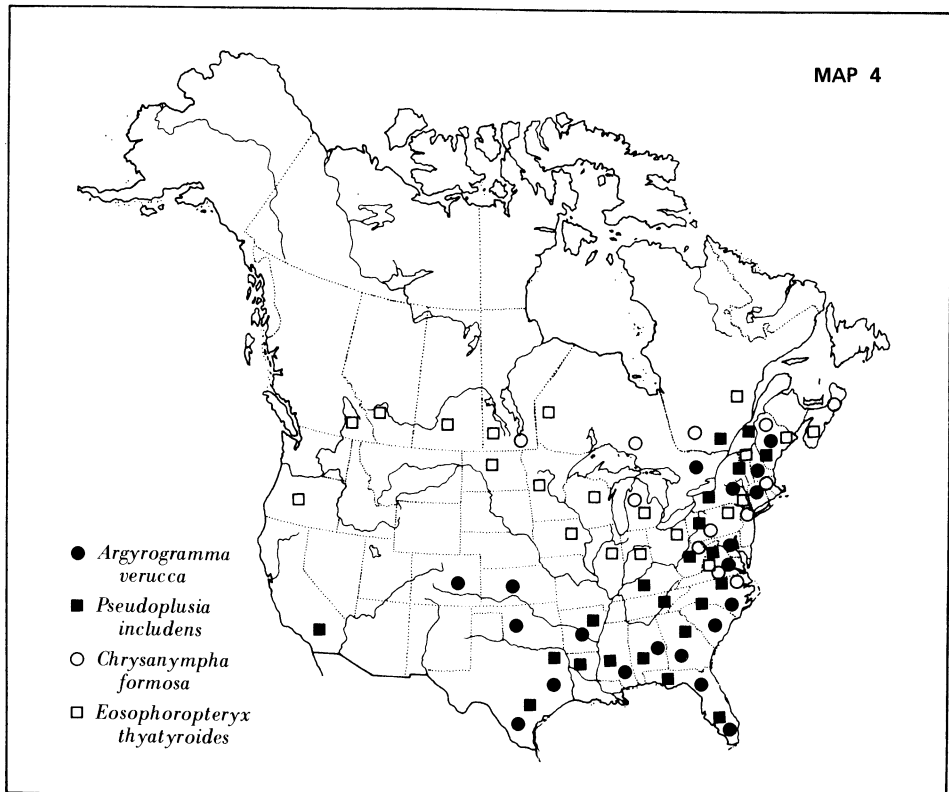 MAP 4
Argyrogramma
verucca
Pseudoplusia
includens
Chrysanympha
formosa
Eosophoropteryx
thyatyroides